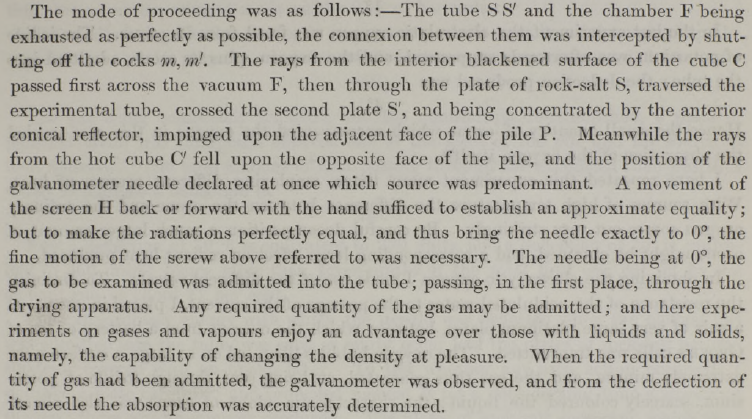 The mode of proceeding was as follows:—The tube S S′ and the chamber F being
exhausted as perfectly as possible, the connexion between them was intercepted by shut-
ting off the cocks m, m′. The rays from the interior blackened surface of the cube C
passed first across the vacuum F, then through the plate of rock-salt S, traversed the
experimental tube, crossed the second plate S′, and being concentrated by the anterior
conical reflector, impinged upon the adjacent face of the pile P. Meanwhile the rays
from the hot cube C′ fell upon the opposite face of the pile, and the position of the
galvanometer needle declared at once which source was predominant. A movement of
the screen H back or forward with the hand sufficed to establish an approximate equality;
but to make the radiations perfectly equal, and thus bring the needle exactly to 0°, the
fine motion of the screw above referred to was necessary. The needle being at 0°, the
gas to be examined was admitted into the tube; passing, in the first place, through the
drying apparatus. Any required quantity of the gas may be admitted; and here expe-
riments on gases and vapours enjoy an advantage over those with liquids and solids,
namely, the capability of changing the density at pleasure. When the required quan-
tity of gas had been admitted, the galvanometer was observed, and from the deflection of
its needle the absorption was accurately determined.